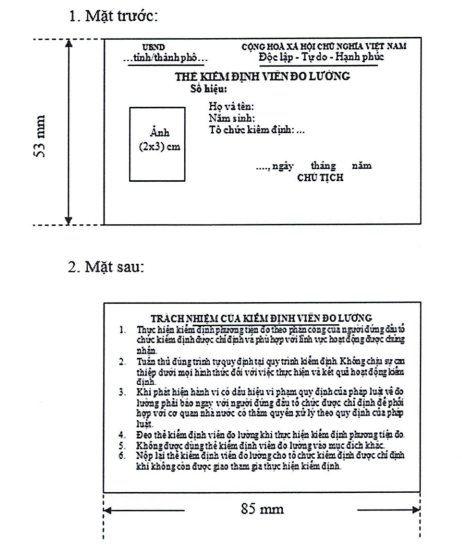 1. Mặt trước:
UBND
...tỉnh/thành phố...
CỘNG HOÀ XÃ HỘI CHỦ NGHĨA VIỆT NAM
Độc lập - Tự do - Hạnh phúc
THẺ KIỂM ĐỊNH VIÊN ĐO LƯỜNG
Số hiệu:
Ảnh
(2x3) cm
Họ và tên:
Năm sinh:
Tổ chức kiểm định: ...
...., ngày tháng năm
CHỦ TỊCH
53 mm
2. Mặt sau:
TRÁCH NHIỆM CỦA KIỂM ĐỊNH VIÊN ĐO LƯỜNG
1. Thực hiện kiểm định phương tiện đo theo phân công của người đứng đầu tổ
chức kiểm định được chỉ định và phù hợp với lĩnh vực hoạt động được chứng
nhận.
2. Tuân thủ đúng trình tự quy định tại quy trình kiểm định. Không chịu sự can
thiệp dưới mọi hình thức đối với việc thực hiện và kết quả hoạt động kiểm
định.
3. Khi phát hiện hành vi có dấu hiệu vi phạm quy định của pháp luật về đo
lường phải báo ngay với người đứng đầu tổ chức được chỉ định để phối
hợp với cơ quan nhà nước có thẩm quyền xử lý theo quy định của pháp
luật.
4. Đeo thẻ kiểm định viên đo lường khi thực hiện kiểm định phương tiện đo.
5. Không được dùng thẻ kiểm định viên đo lường vào mục đích khác.
6. Nộp lại thẻ kiểm định viên đo lường cho tổ chức kiểm định được chỉ định
khi không còn được giao tham gia thực hiện kiểm định.
85 mm